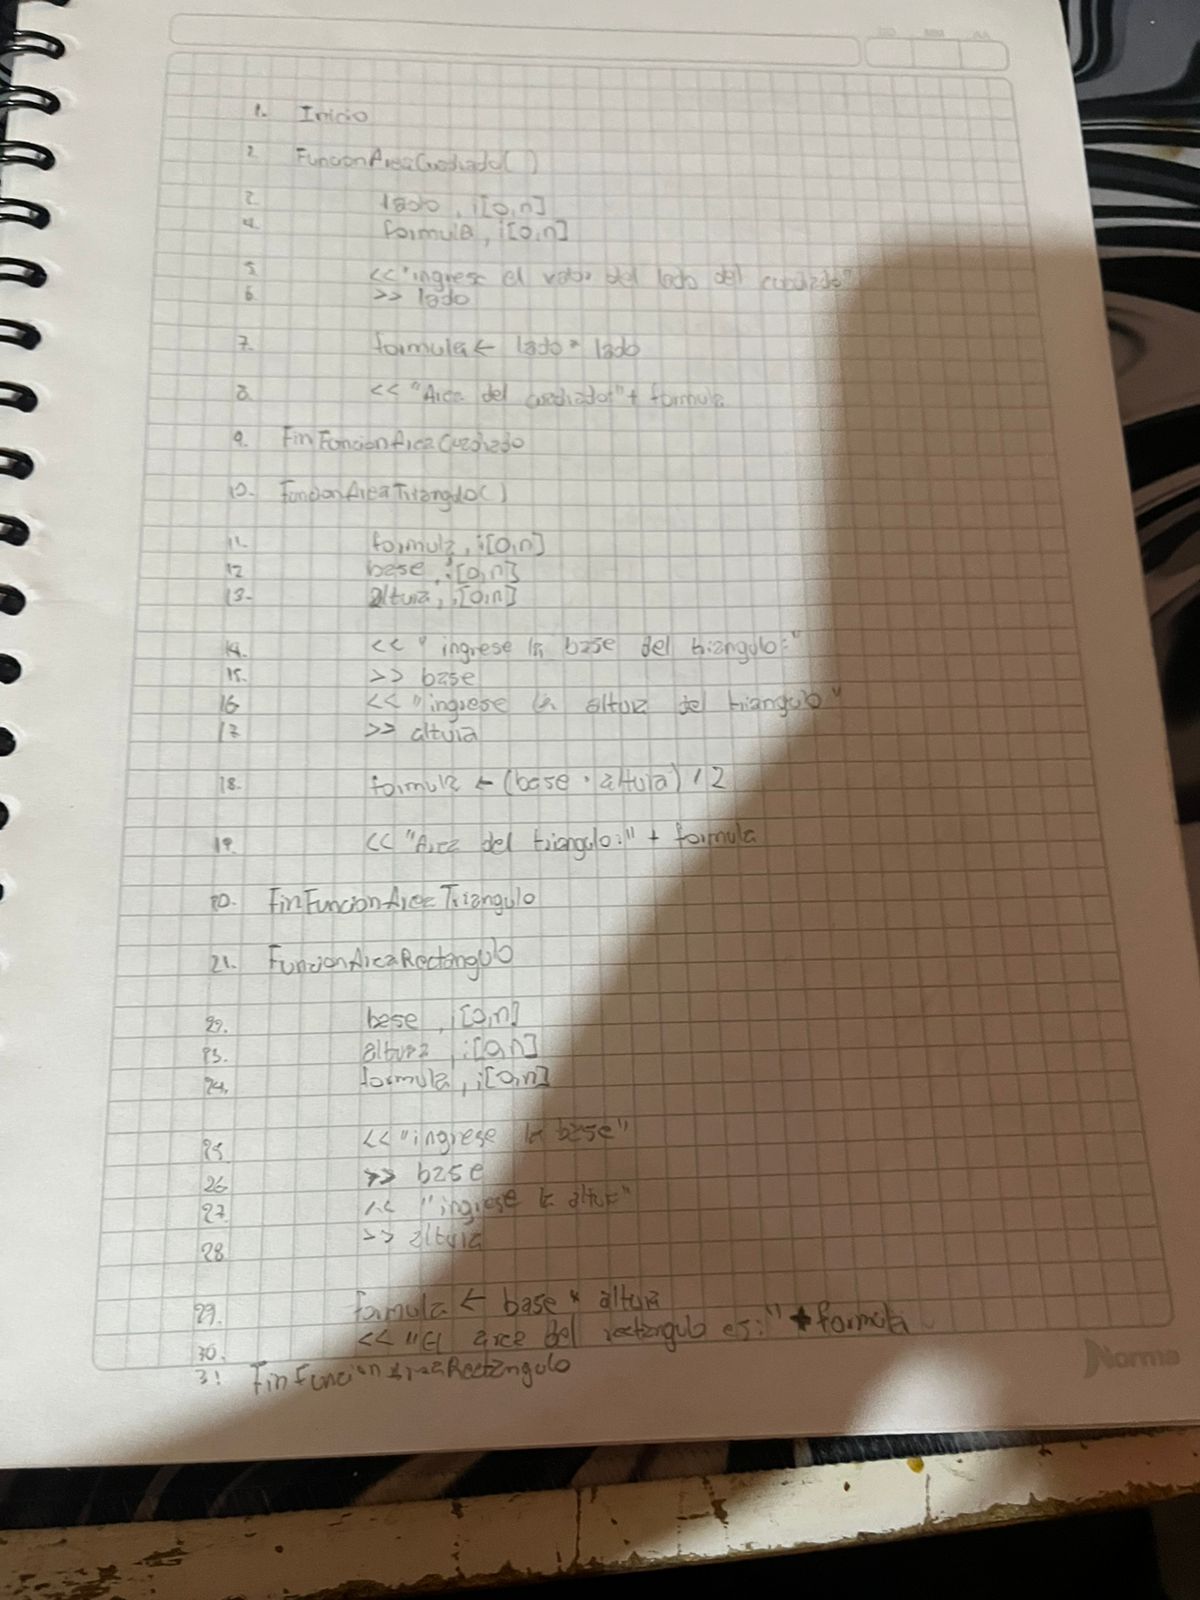 DD MM AA
1. Inicio
2. FuncionAreaCuadrado()
3. lado, i[0,n]
4. formula, i[0,n]
5. << "ingrese el valor del lado del"
6. >> lado
7. formula ← lado * lado
8. << "Area del cuadrado:" + formula
9. FinFuncionAreaCuadrado
10. FuncionAreaTriangulo()
11. formula, i[0,n]
12 base, i[0,n]
13. altura, i[0,n]
14. << " ingrese la base del triangulo:"
15. >> base
16 << "ingrese la altura del triangulo"
17 >> altura
18. formula ← (base * altura) / 2
19. << "Area del triangulo:" + formula
20. FinFuncionAreaTriangulo
21. FuncionAreaRectangulo
22. base, i[0,n]
23. altura, i[0,n]
24. formula, i[0,n]
25 << "ingrese la base"
26 >> base
27 << "ingrese la"
28 >> altura
29. formula ← base * altura
30. << "El area del rectangulo es:" + formula
31 FinFuncionAreaRectangulo
Norma